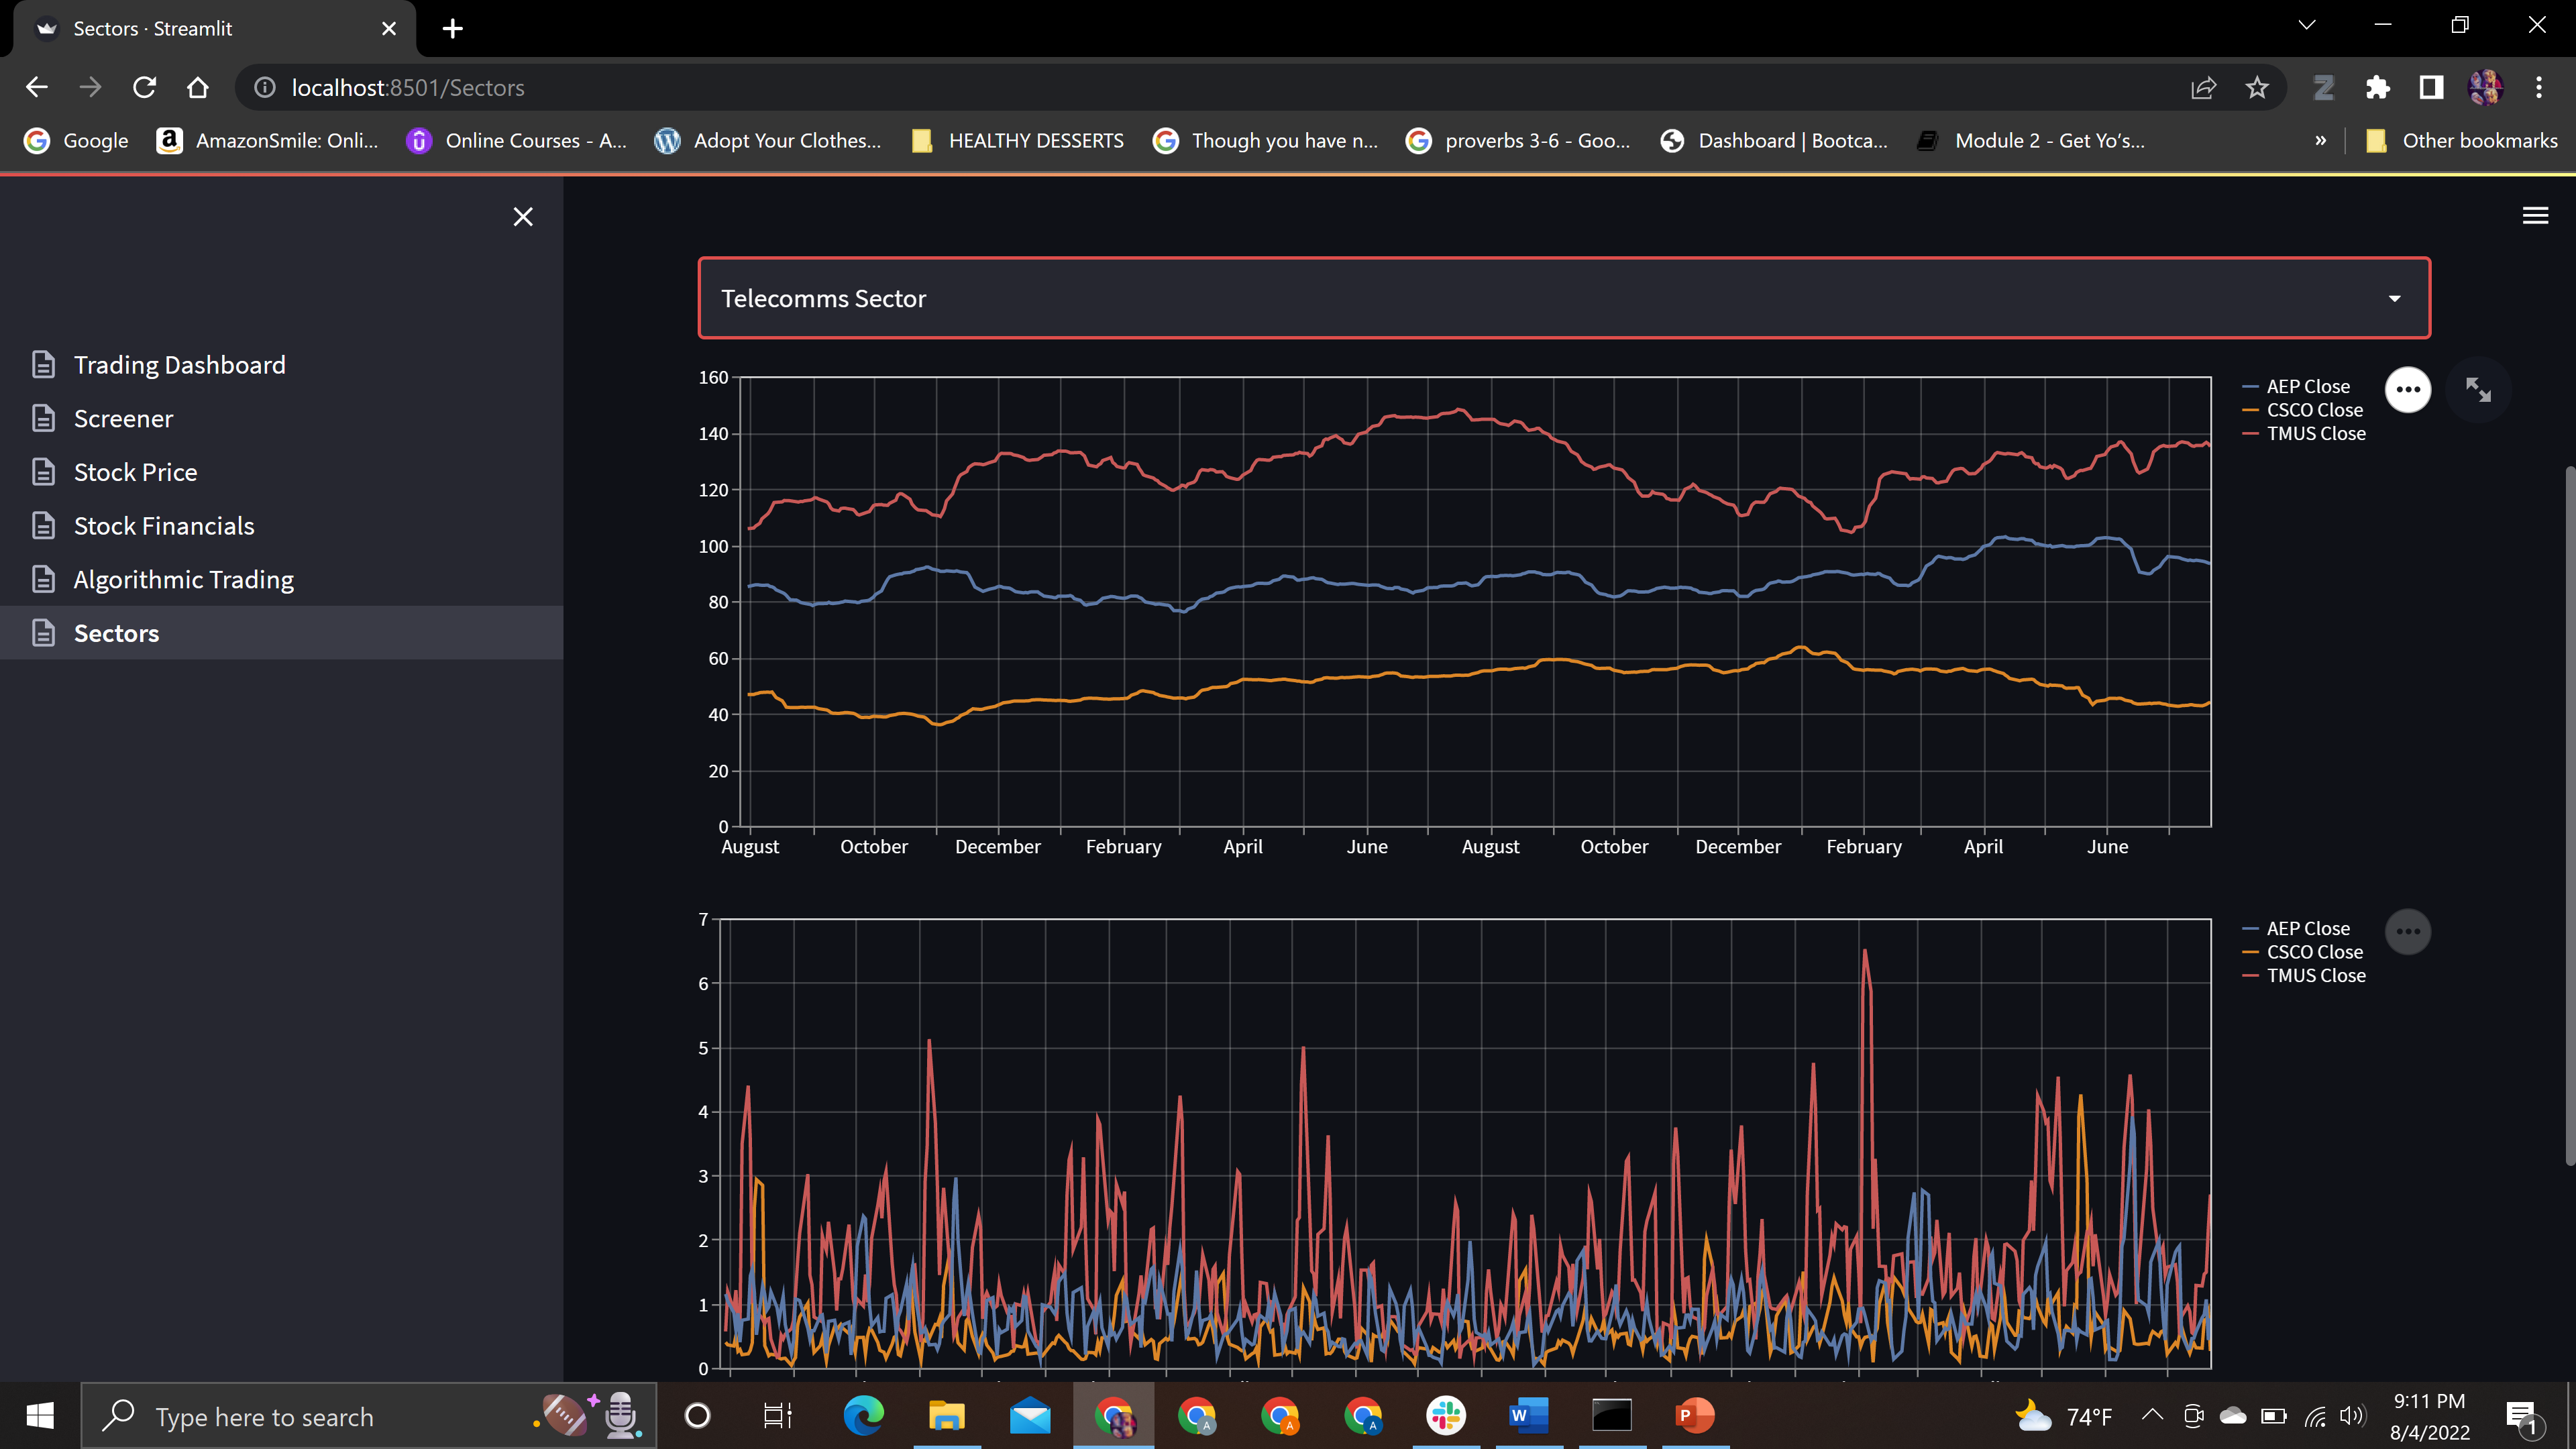 Sectors · Streamlit
localhost:8501/Sectors
Google
AmazonSmile: Onli...
Online Courses - A...
Adopt Your Clothes...
HEALTHY DESSERTS
Though you have n...
proverbs 3-6 - Goo...
Dashboard | Bootca...
Module 2 - Get Yo's...
»
Other bookmarks
Trading Dashboard
Screener
Stock Price
Stock Financials
Algorithmic Trading
Sectors
Telecomms Sector
160
140
120
100
80
60
40
20
0
August October December February April June August October December February April June
AEP Close
CSCO Close
TMUS Close
7
6
5
4
3
2
1
0
AEP Close
CSCO Close
TMUS Close
Type here to search
74°F
9:11 PM
8/4/2022
1